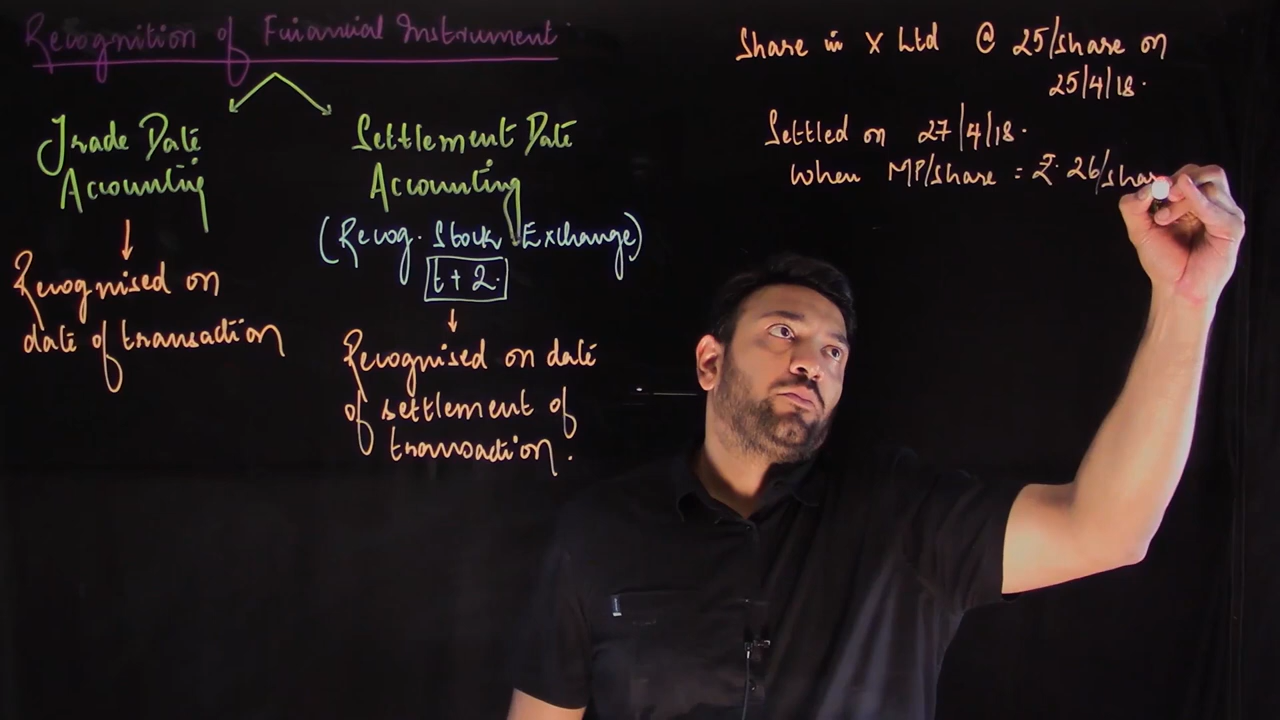 Recognition of Financial Instrument
Trade Date
Accounting
Recognised on
date of transaction
Settlement Date
Accounting
(Recog. Stock Exchange)
t + 2.
Recognised on date
of settlement of
transaction.
Share in X Ltd @ 25/share on
25/4/18.
Settled on 27/4/18.
When MP/share = ₹. 26/shar